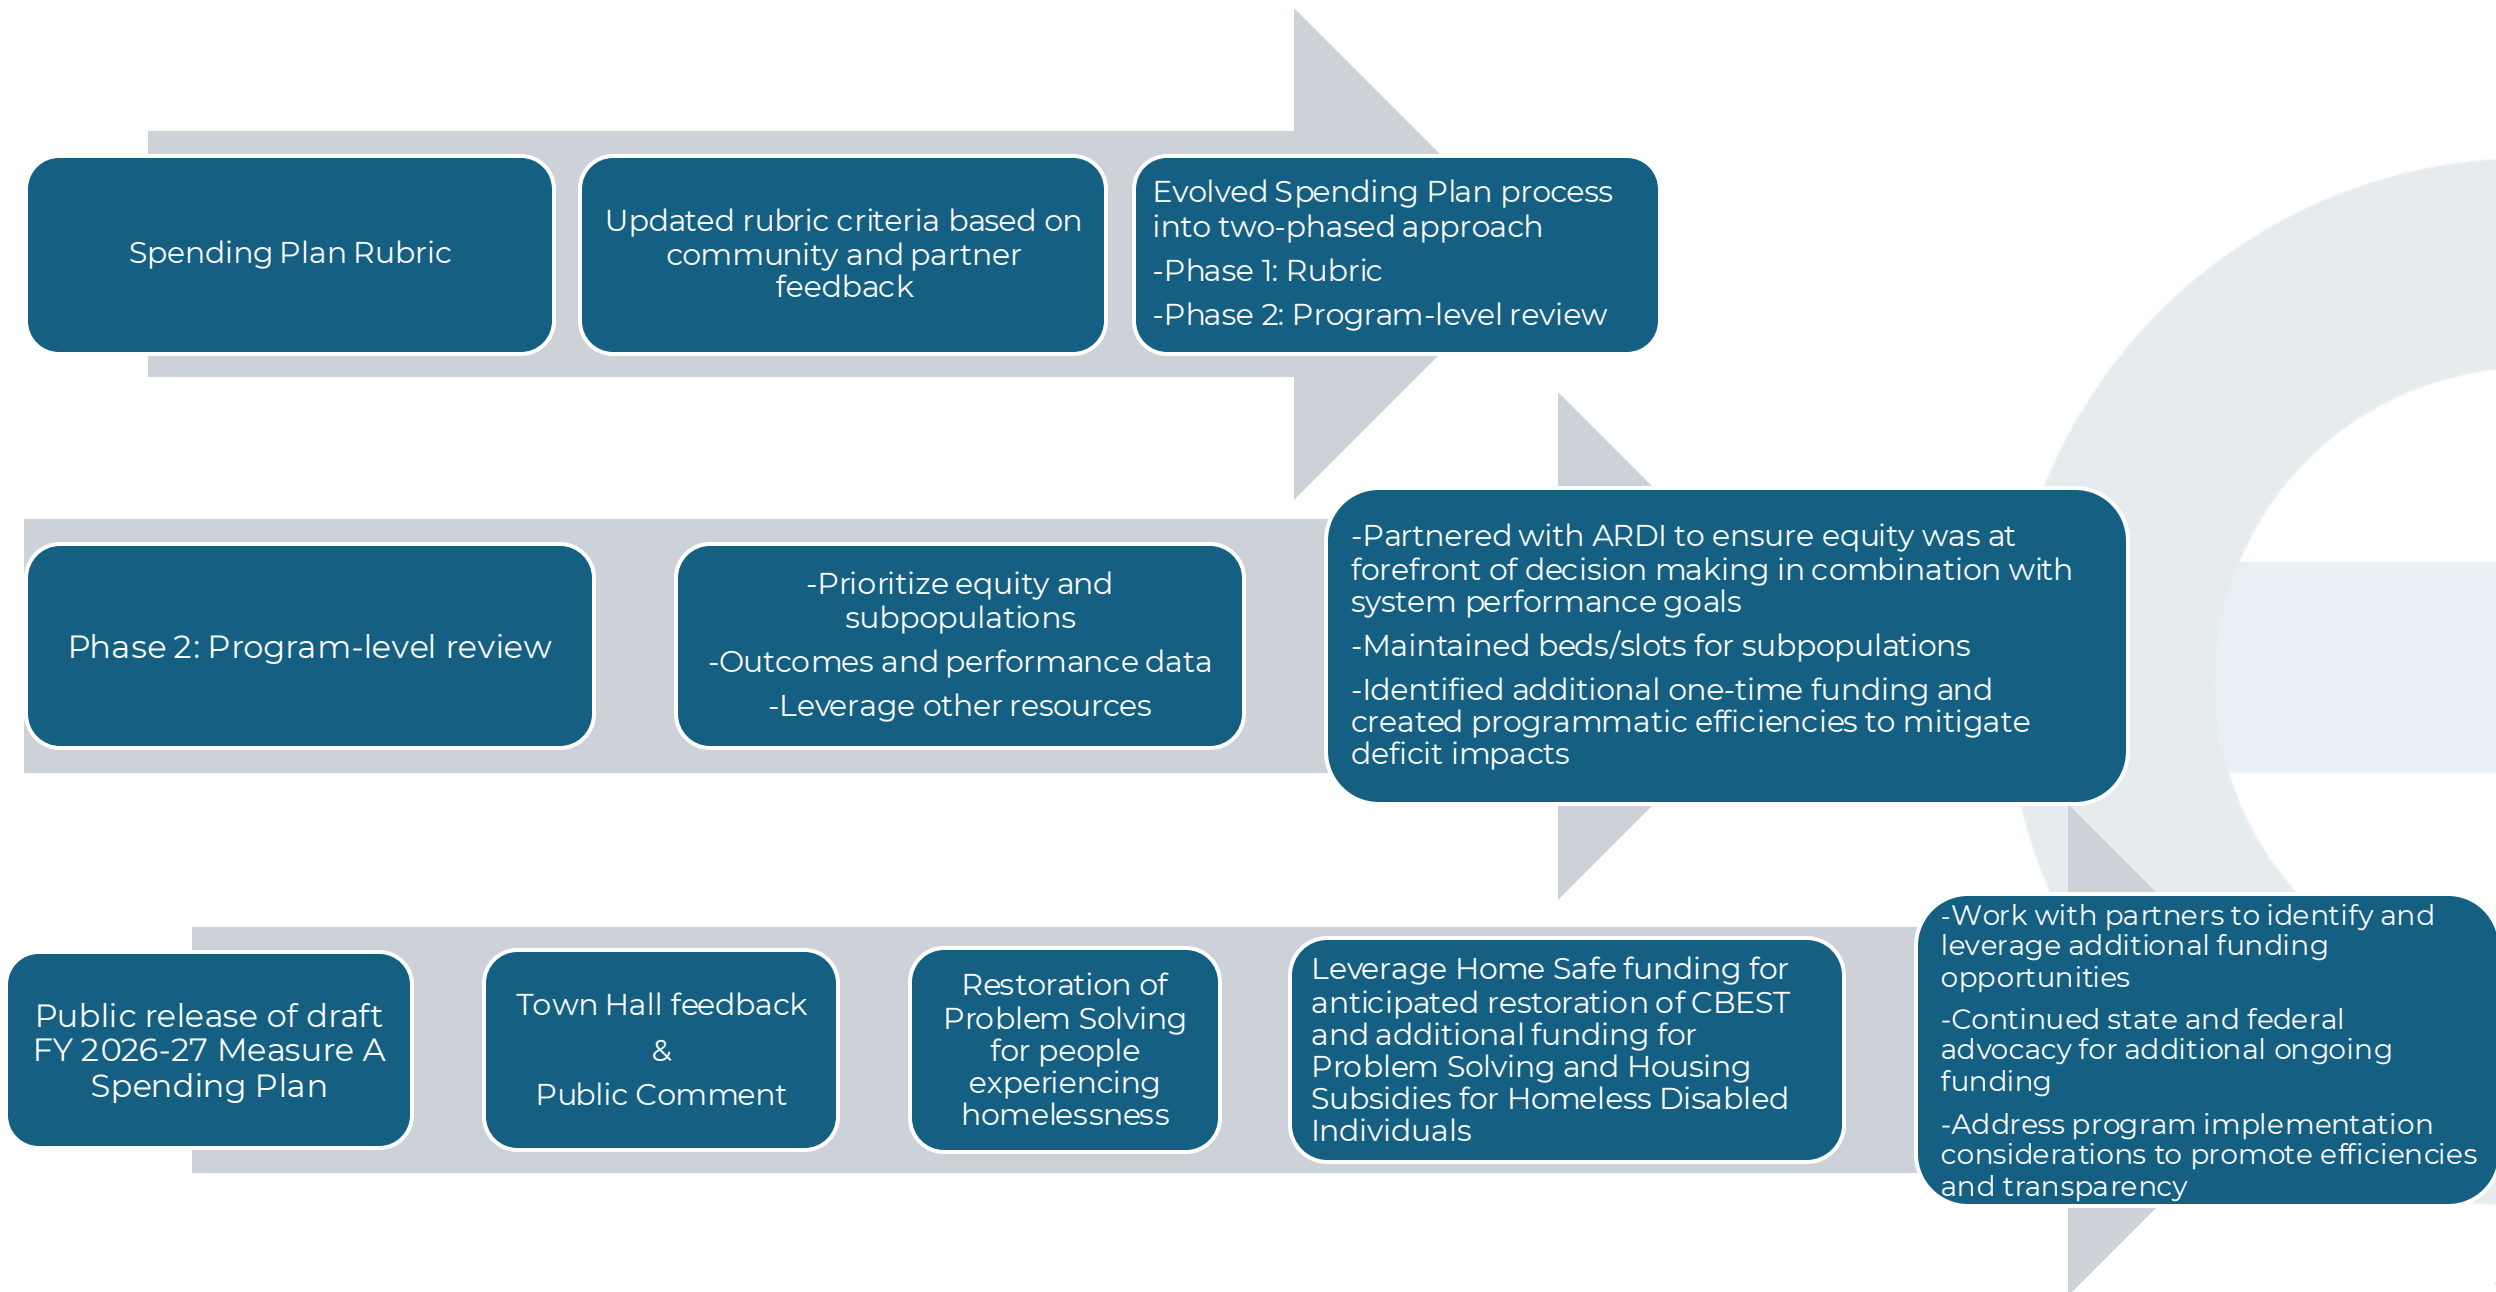 Spending Plan Rubric
Updated rubric criteria based on
community and partner
feedback
Evolved Spending Plan process
into two-phased approach
-Phase 1: Rubric
-Phase 2: Program-level review
Phase 2: Program-level review
-Prioritize equity and
subpopulations
-Outcomes and performance data
-Leverage other resources
-Partnered with ARDI to ensure equity was at
forefront of decision making in combination with
system performance goals
-Maintained beds/slots for subpopulations
-Identified additional one-time funding and
created programmatic efficiencies to mitigate
deficit impacts
Public release of draft
FY 2026-27 Measure A
Spending Plan
Town Hall feedback
&
Public Comment
Restoration of
Problem Solving
for people
experiencing
homelessness
Leverage Home Safe funding for
anticipated restoration of CBEST
and additional funding for
Problem Solving and Housing
Subsidies for Homeless Disabled
Individuals
-Work with partners to identify and
leverage additional funding
opportunities
-Continued state and federal
advocacy for additional ongoing
funding
-Address program implementation
considerations to promote efficiencies
and transparency